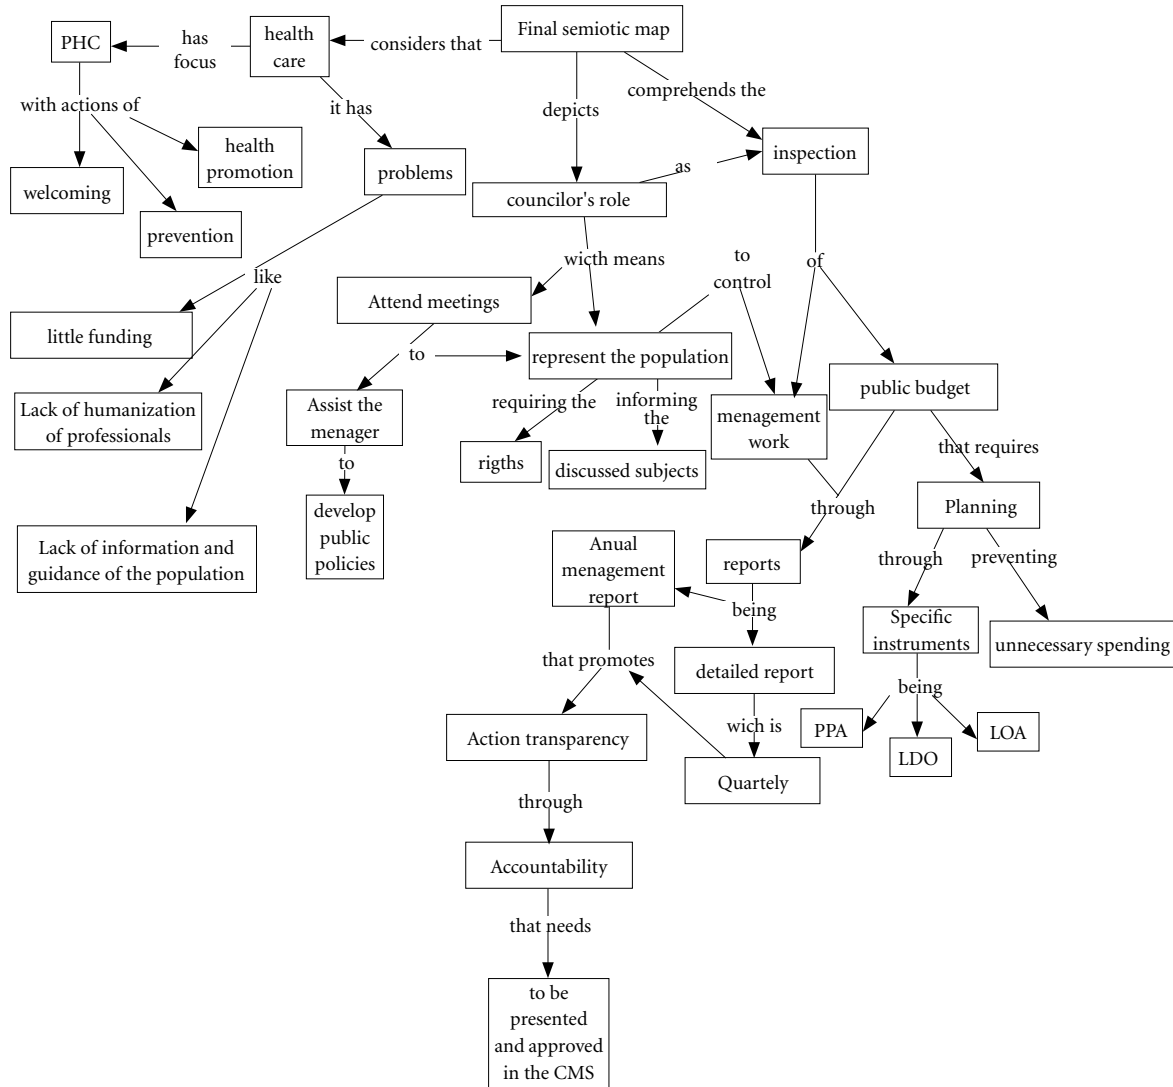 Final semiotic map
considers that
health
care
has
focus
PHC
with actions of
health
promotion
welcoming
prevention
it has
problems
depicts
comprehends the
inspection
as
councilor's role
like
little funding
Lack of humanization
of professionals
Lack of information and
guidance of the population
wicth means
Attend meetings
to
Assist the
menager
to
develop
public
policies
represent the population
requiring the
rigths
informing
the
discussed subjects
to
control
of
menagement
work
public budget
that requires
Planning
through
through
preventing
reports
being
Anual
menagement
report
detailed report
wich is
Quartely
that promotes
Specific
instruments
unnecessary spending
being
PPA
LDO
LOA
Action transparency
through
Accountability
that needs
to be
presented
and approved
in the CMS